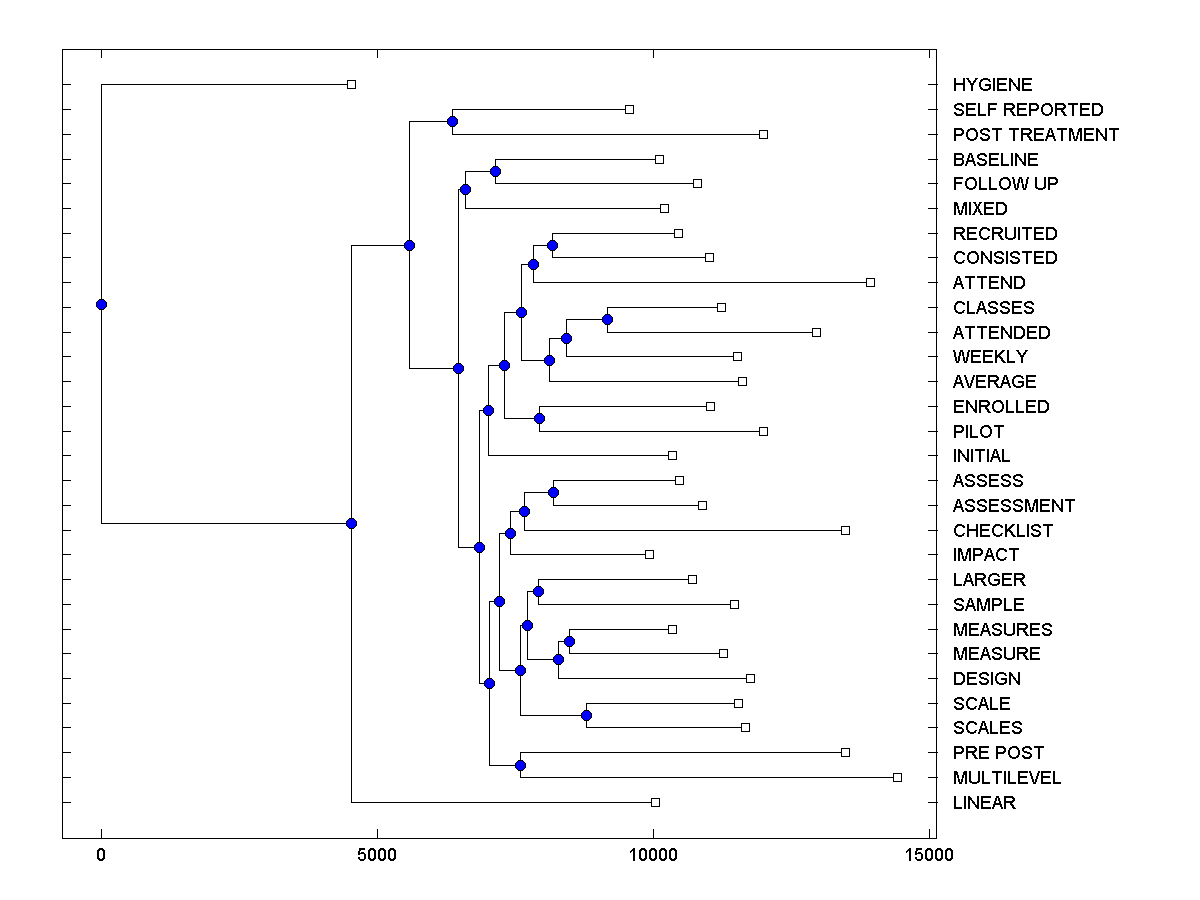 HYGIENE
SELF REPORTED
POST TREATMENT
BASELINE
FOLLOW UP
MIXED
RECRUITED
CONSISTED
ATTEND
CLASSES
ATTENDED
WEEKLY
AVERAGE
ENROLLED
PILOT
INITIAL
ASSESS
ASSESSMENT
CHECKLIST
IMPACT
LARGER
SAMPLE
MEASURES
MEASURE
DESIGN
SCALE
SCALES
PRE POST
MULTILEVEL
LINEAR
0 5000 10000 15000